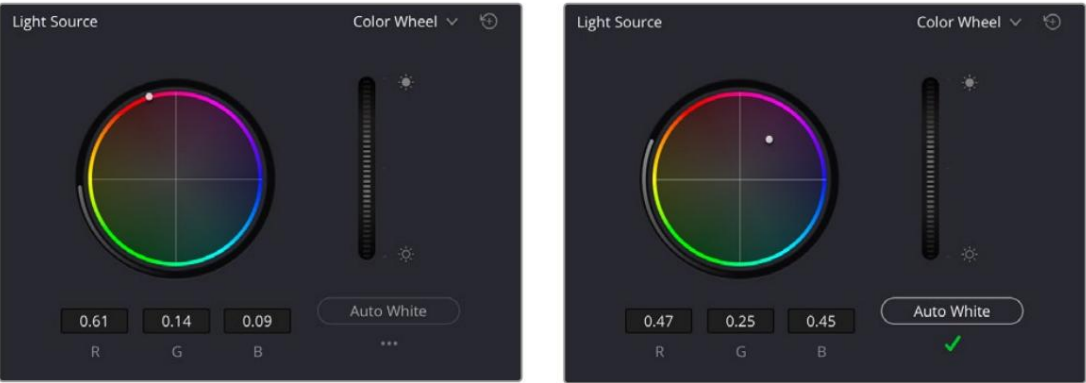 Light Source Color Wheel
0.61 0.14 0.09
R G B
Auto White
Light Source Color Wheel
0.47 0.25 0.45
R G B
Auto White